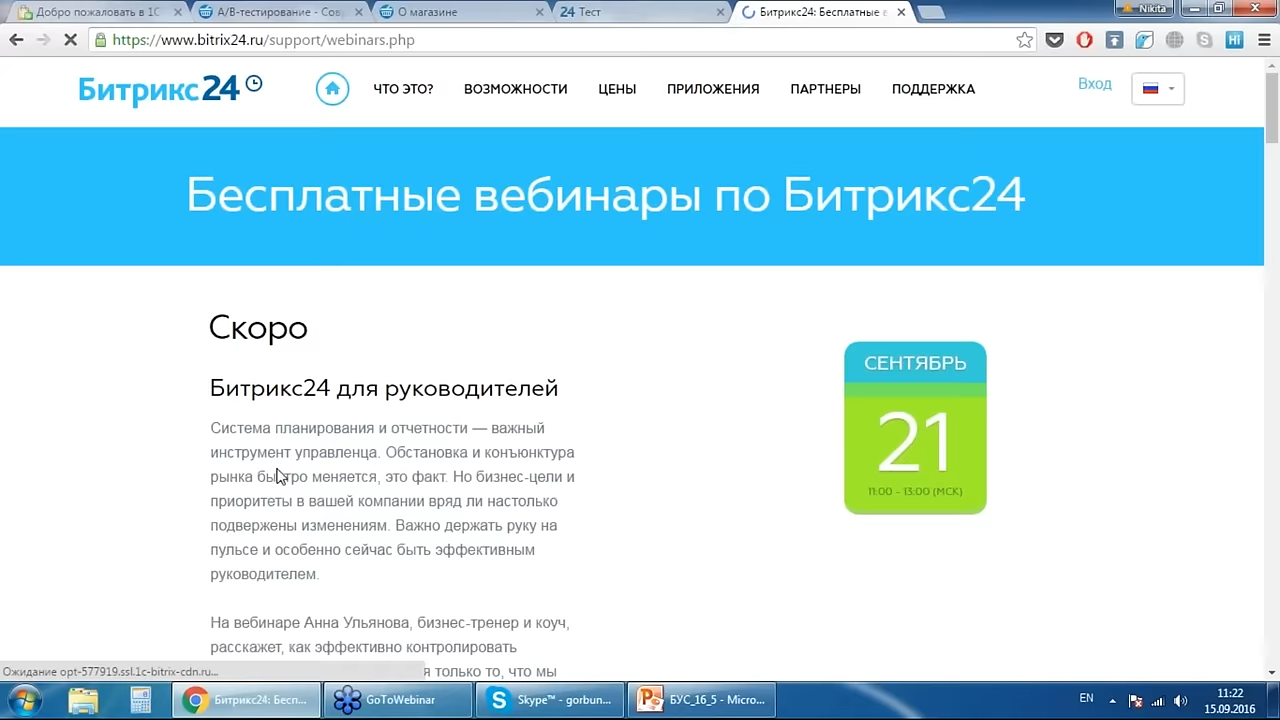 Добро пожаловать в 1С
A/B-тестирование - Сов
О магазине
24 Тест
Битрикс24: Бесплатные в
Nikita
https://www.bitrix24.ru/support/webinars.php
Битрикс24
ЧТО ЭТО?
ВОЗМОЖНОСТИ
ЦЕНЫ
ПРИЛОЖЕНИЯ
ПАРТНЕРЫ
ПОДДЕРЖКА
Вход
Бесплатные вебинары по Битрикс24
Скоро
Битрикс24 для руководителей
Система планирования и отчетности — важный
инструмент управленца. Обстановка и конъюнктура
рынка быстро меняется, это факт. Но бизнес-цели и
приоритеты в вашей компании вряд ли настолько
подвержены изменениям. Важно держать руку на
пульсе и особенно сейчас быть эффективным
руководителем.
На вебинаре Анна Ульянова, бизнес-тренер и коуч,
расскажет, как эффективно контролировать
я только то, что мы
СЕНТЯБРЬ
21
11:00 - 13:00 (МСК)
Ожидание opt-577919.ssl.1c-bitrix-cdn.ru...
Битрикс24: Бесп...
GoToWebinar
Skype™ - gorbun...
БУС_16_5 - Micro...
EN
11:22
15.09.2016